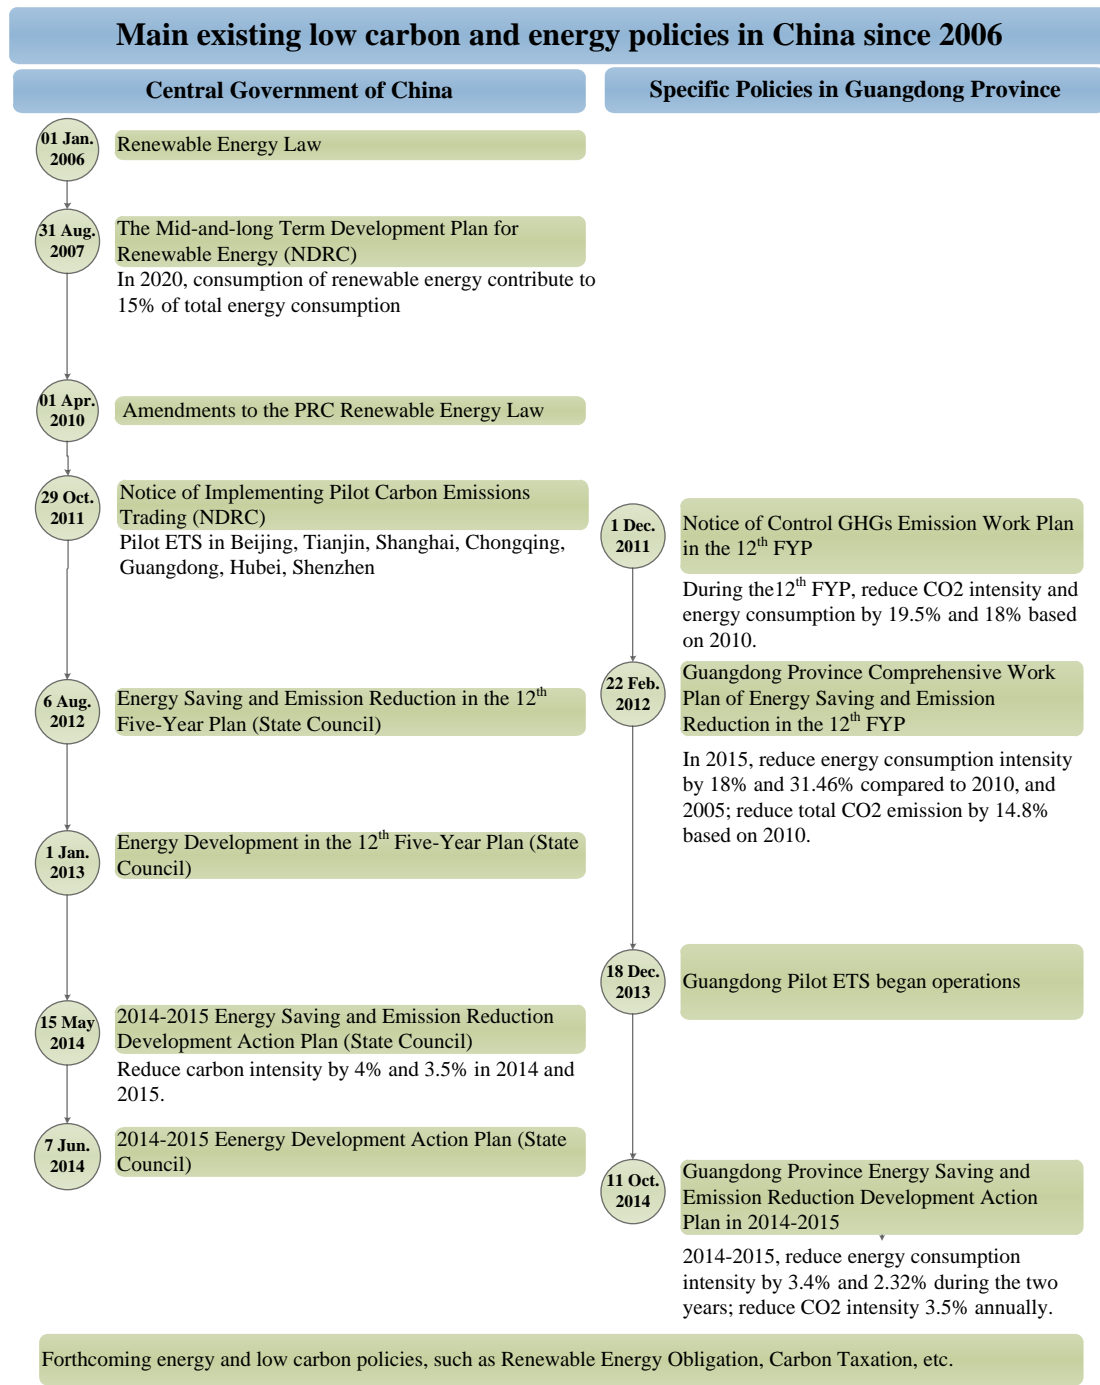 Main existing low carbon and energy policies in China since 2006
Central Government of China
01 Jan.
2006
Renewable Energy Law
31 Aug.
2007
The Mid-and-long Term Development Plan for
Renewable Energy (NDRC)
In 2020, consumption of renewable energy contribute to
15% of total energy consumption
01 Apr.
2010
Amendments to the PRC Renewable Energy Law
29 Oct.
2011
Notice of Implementing Pilot Carbon Emissions
Trading (NDRC)
Pilot ETS in Beijing, Tianjin, Shanghai, Chongqing,
Guangdong, Hubei, Shenzhen
6 Aug.
2012
Energy Saving and Emission Reduction in the 12th
Five-Year Plan (State Council)
1 Jan.
2013
Energy Development in the 12th Five-Year Plan (State
Council)
15 May
2014
2014-2015 Energy Saving and Emission Reduction
Development Action Plan (State Council)
Reduce carbon intensity by 4% and 3.5% in 2014 and
2015.
7 Jun.
2014
2014-2015 Eenergy Development Action Plan (State
Council)
Specific Policies in Guangdong Province
1 Dec.
2011
Notice of Control GHGs Emission Work Plan
in the 12th FYP
During the12th FYP, reduce CO2 intensity and
energy consumption by 19.5% and 18% based
on 2010.
22 Feb.
2012
Guangdong Province Comprehensive Work
Plan of Energy Saving and Emission
Reduction in the 12th FYP
In 2015, reduce energy consumption intensity
by 18% and 31.46% compared to 2010, and
2005; reduce total CO2 emission by 14.8%
based on 2010.
18 Dec.
2013
Guangdong Pilot ETS began operations
11 Oct.
2014
Guangdong Province Energy Saving and
Emission Reduction Development Action
Plan in 2014-2015
2014-2015, reduce energy consumption
intensity by 3.4% and 2.32% during the two
years; reduce CO2 intensity 3.5% annually.
Forthcoming energy and low carbon policies, such as Renewable Energy Obligation, Carbon Taxation, etc.